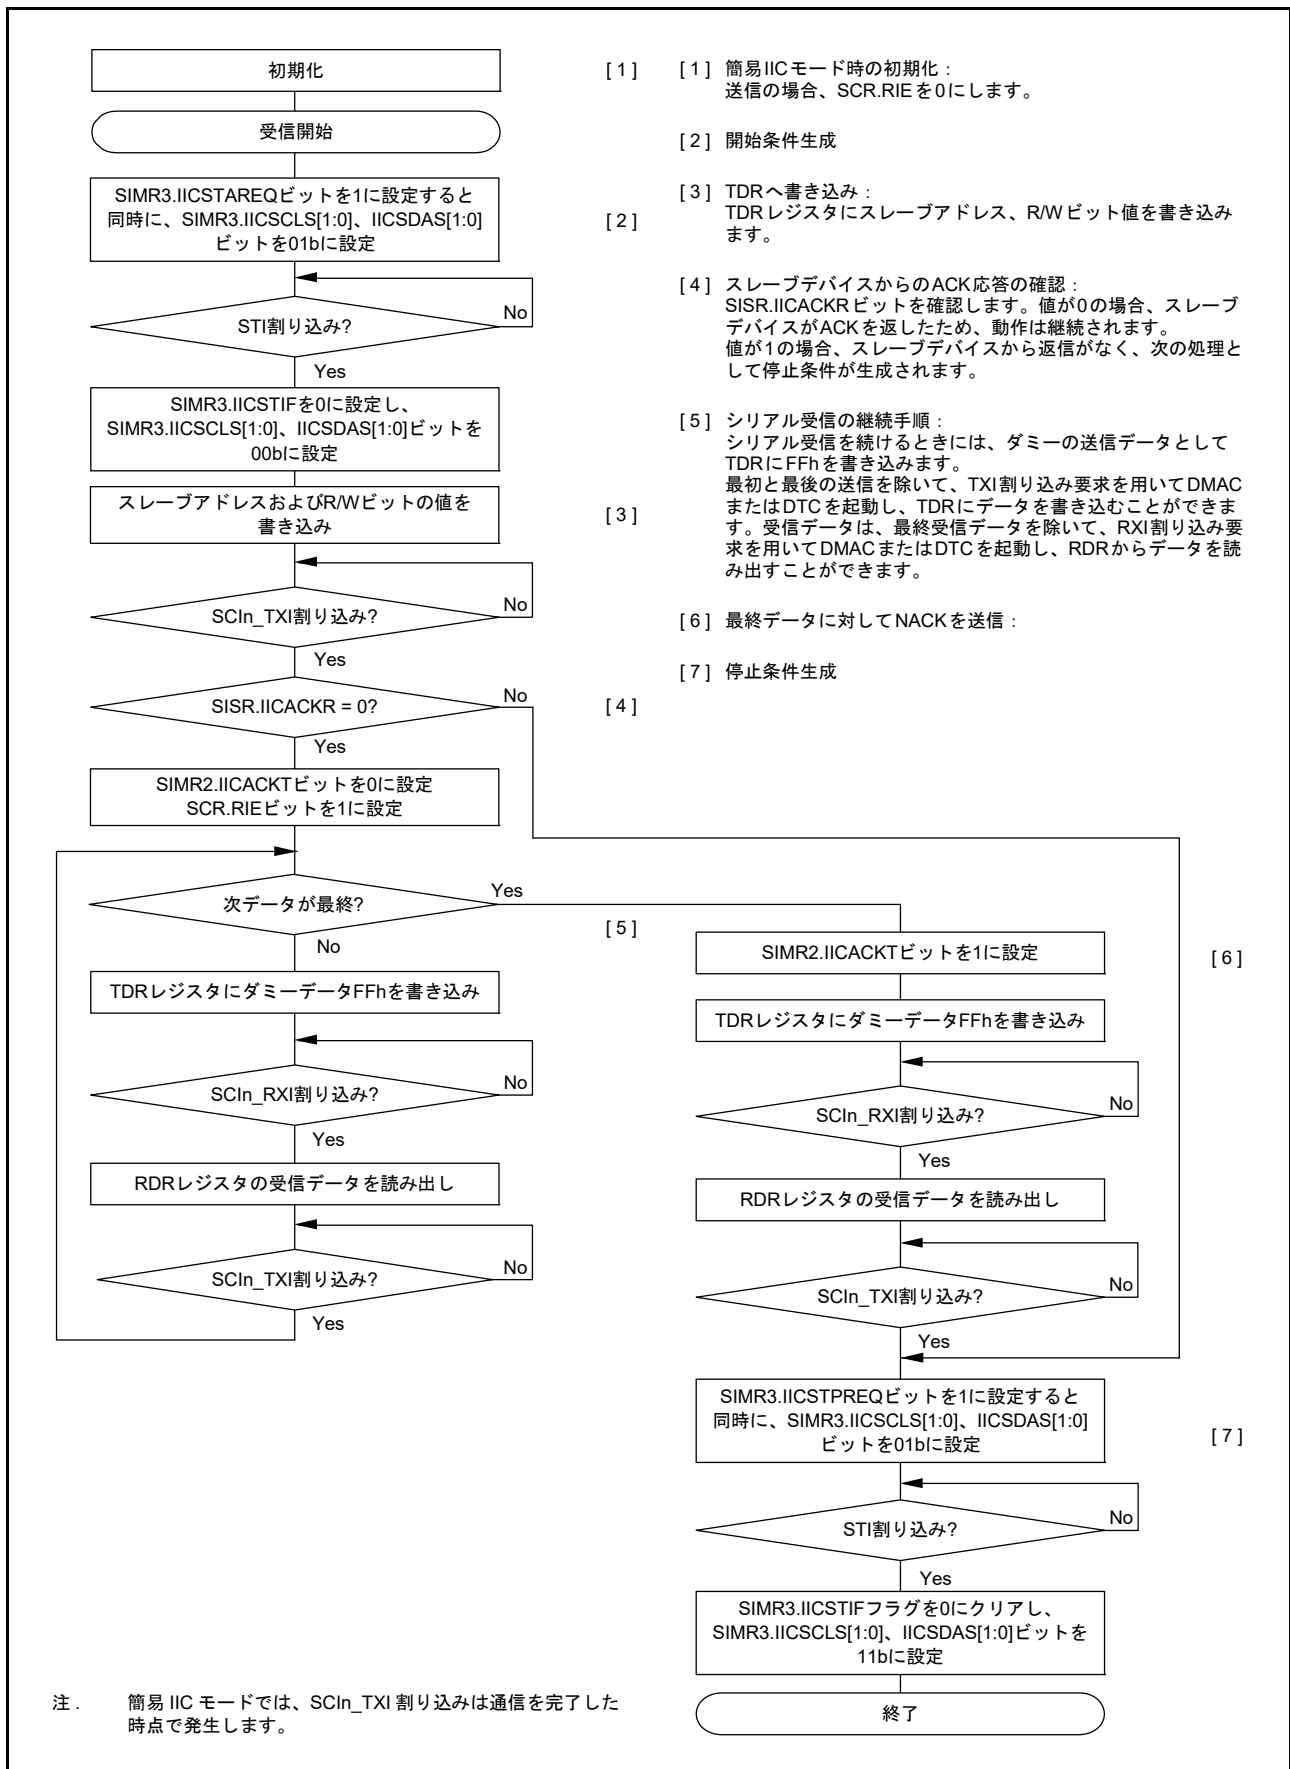 初期化
[ 1 ]
受信開始
SIMR3.IICSTAREQビットを1に設定すると
同時に、SIMR3.IICSCLS[1:0]、IICSDAS[1:0]
ビットを01bに設定
[ 2 ]
STI割り込み?
No
Yes
SIMR3.IICSTIFを0に設定し、
SIMR3.IICSCLS[1:0]、IICSDAS[1:0]ビットを
00bに設定
スレーブアドレスおよびR/Wビットの値を
書き込み
[ 3 ]
SCIn_TXI割り込み?
No
Yes
SISR.IICACKR = 0?
No
[ 4 ]
Yes
SIMR2.IICACKTビットを0に設定
SCR.RIEビットを1に設定
次データが最終?
Yes
[ 5 ]
No
TDRレジスタにダミーデータFFhを書き込み
SCIn_RXI割り込み?
No
Yes
RDRレジスタの受信データを読み出し
SCIn_TXI割り込み?
No
Yes
[ 1 ] 簡易IICモード時の初期化：
送信の場合、SCR.RIEを0にします。
[ 2 ] 開始条件生成
[ 3 ] TDRへ書き込み：
TDRレジスタにスレーブアドレス、R/Wビット値を書き込み
ます。
[ 4 ] スレーブデバイスからのACK応答の確認：
SISR.IICACKRビットを確認します。値が0の場合、スレーブ
デバイスがACKを返したため、動作は継続されます。
値が1の場合、スレーブデバイスから返信がなく、次の処理と
して停止条件が生成されます。
[ 5 ] シリアル受信の継続手順：
シリアル受信を続けるときには、ダミーの送信データとして
TDRにFFhを書き込みます。
最初と最後の送信を除いて、TXI割り込み要求を用いてDMAC
またはDTCを起動し、TDRにデータを書き込むことができま
す。受信データは、最終受信データを除いて、RXI割り込み要
求を用いてDMACまたはDTCを起動し、RDRからデータを読
み出すことができます。
[ 6 ] 最終データに対してNACKを送信：
[ 7 ] 停止条件生成
SIMR2.IICACKTビットを1に設定
[ 6 ]
TDRレジスタにダミーデータFFhを書き込み
SCIn_RXI割り込み?
No
Yes
RDRレジスタの受信データを読み出し
SCIn_TXI割り込み?
No
Yes
SIMR3.IICSTPREQビットを1に設定すると
同時に、SIMR3.IICSCLS[1:0]、IICSDAS[1:0]
ビットを01bに設定
[ 7 ]
STI割り込み?
No
Yes
SIMR3.IICSTIFフラグを0にクリアし、
SIMR3.IICSCLS[1:0]、IICSDAS[1:0]ビットを
11bに設定
終了
注． 簡易 IIC モードでは、SCIn_TXI 割り込みは通信を完了した
時点で発生します。